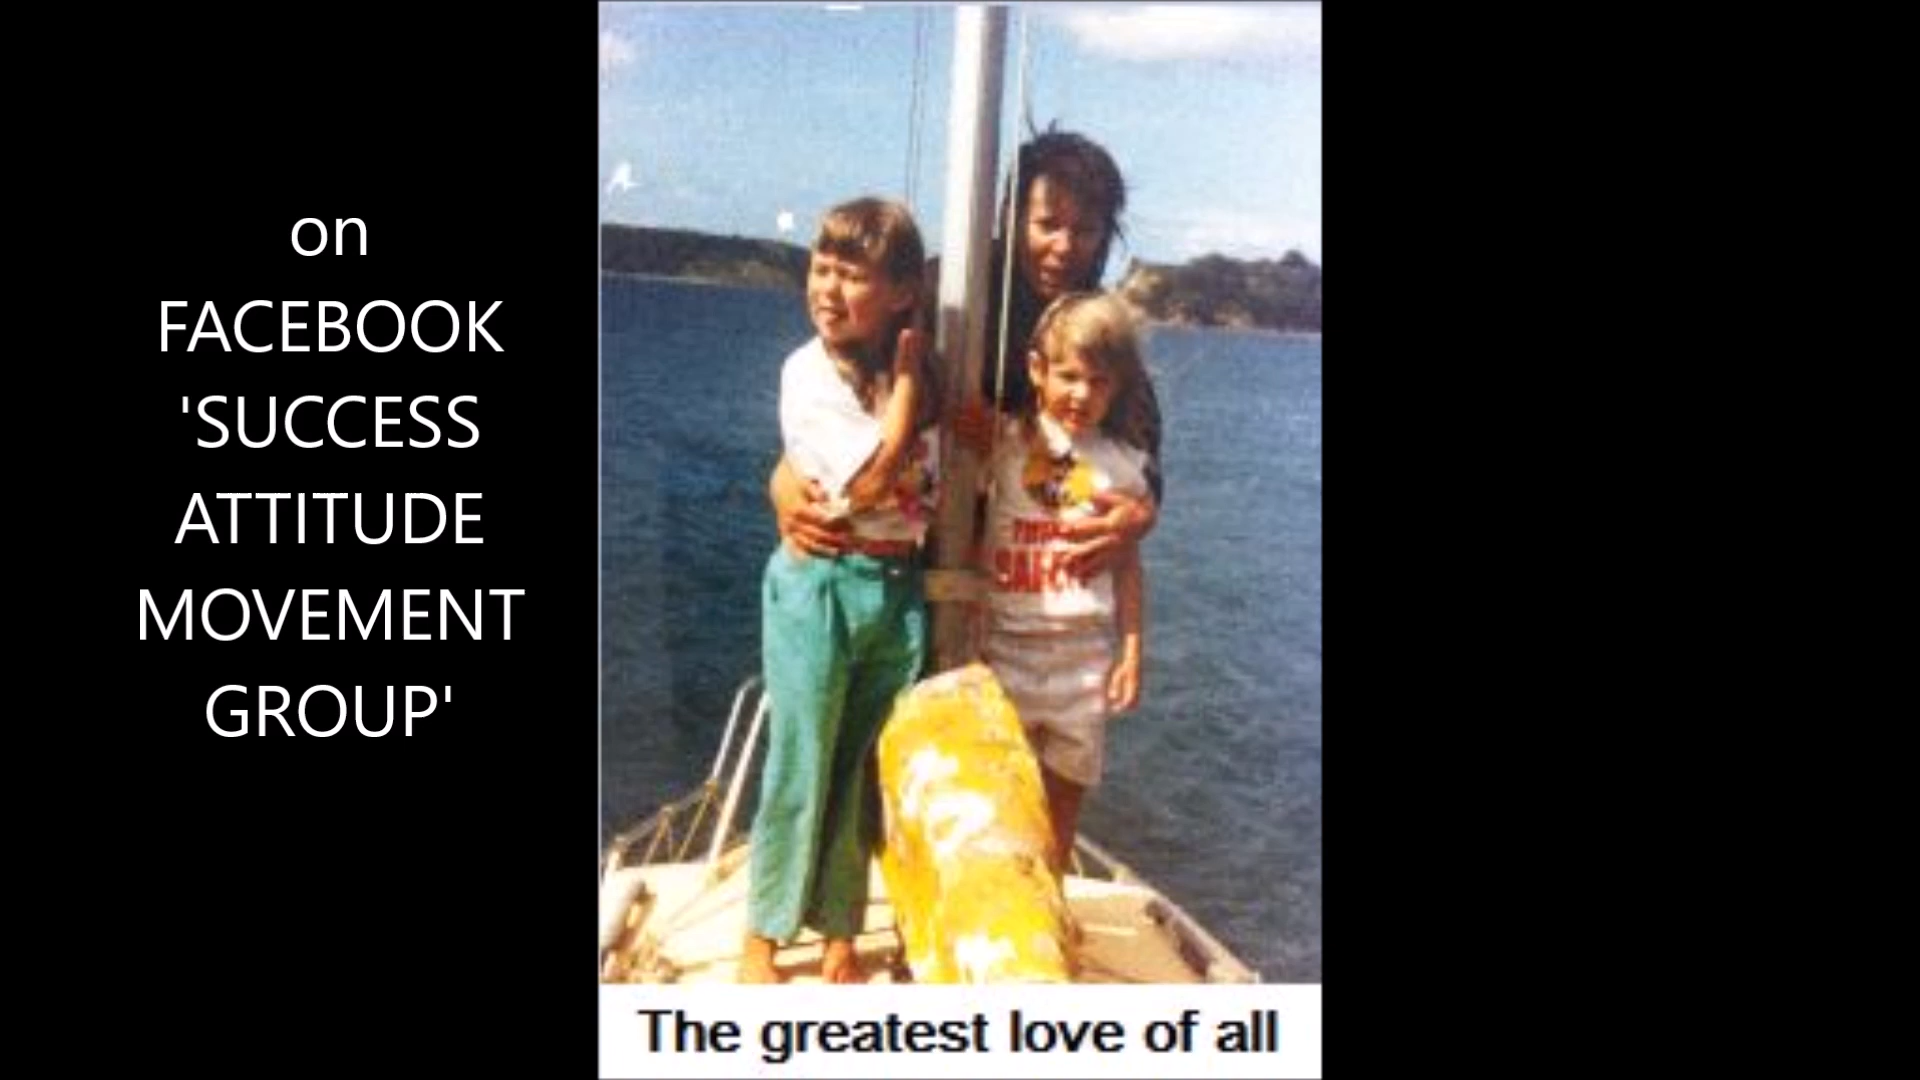 on
FACEBOOK
'SUCCESS
ATTITUDE
MOVEMENT
GROUP'
The greatest love of all